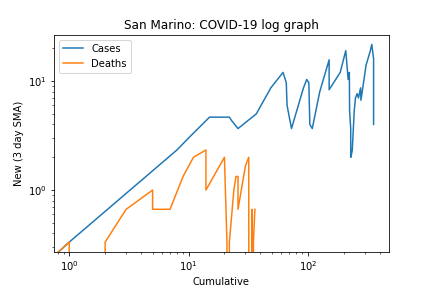 San Marino: COVID-19 log graph
Cases
Deaths
New (3 day SMA)
10¹
10⁰
10⁰
10¹
10²
Cumulative